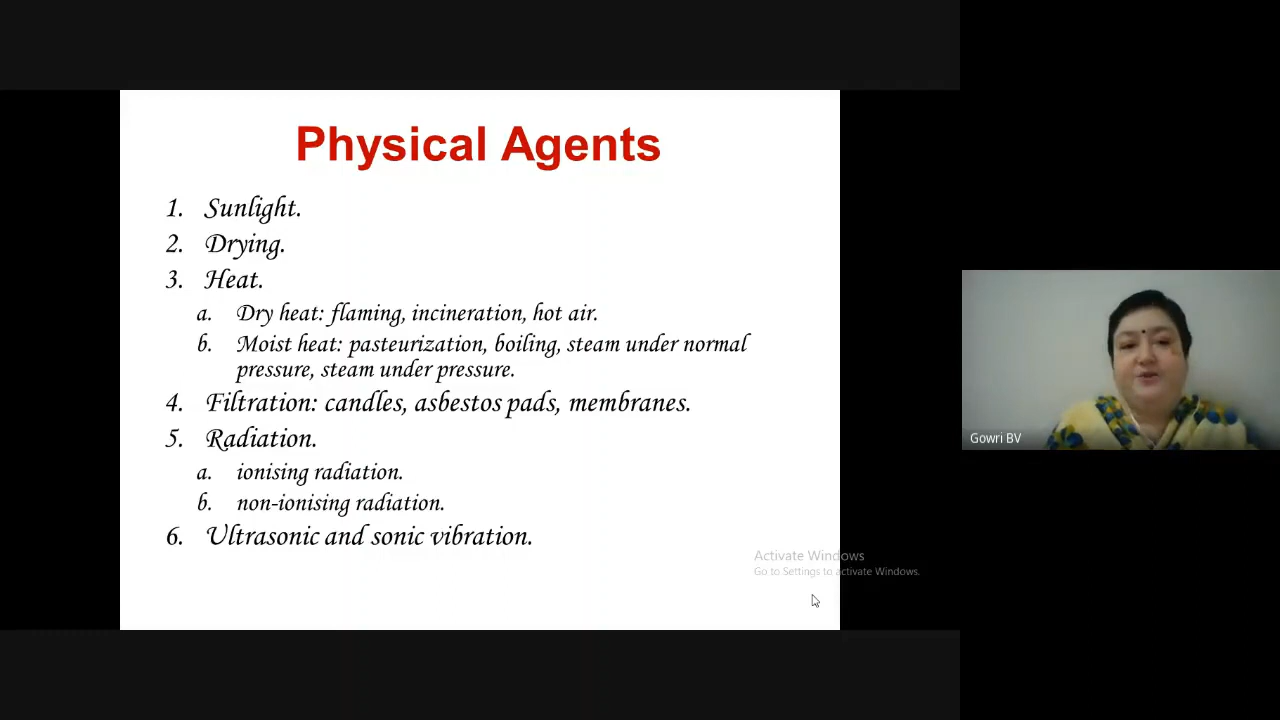 Physical Agents
1. Sunlight.
2. Drying.
3. Heat.
a. Dry heat: flaming, incineration, hot air.
b. Moist heat: pasteurization, boiling, steam under normal
pressure, steam under pressure.
4. Filtration: candles, asbestos pads, membranes.
5. Radiation.
a. ionising radiation.
b. non-ionising radiation.
6. Ultrasonic and sonic vibration.
Activate Windows
Go to Settings to activate Windows.
Gowri BV